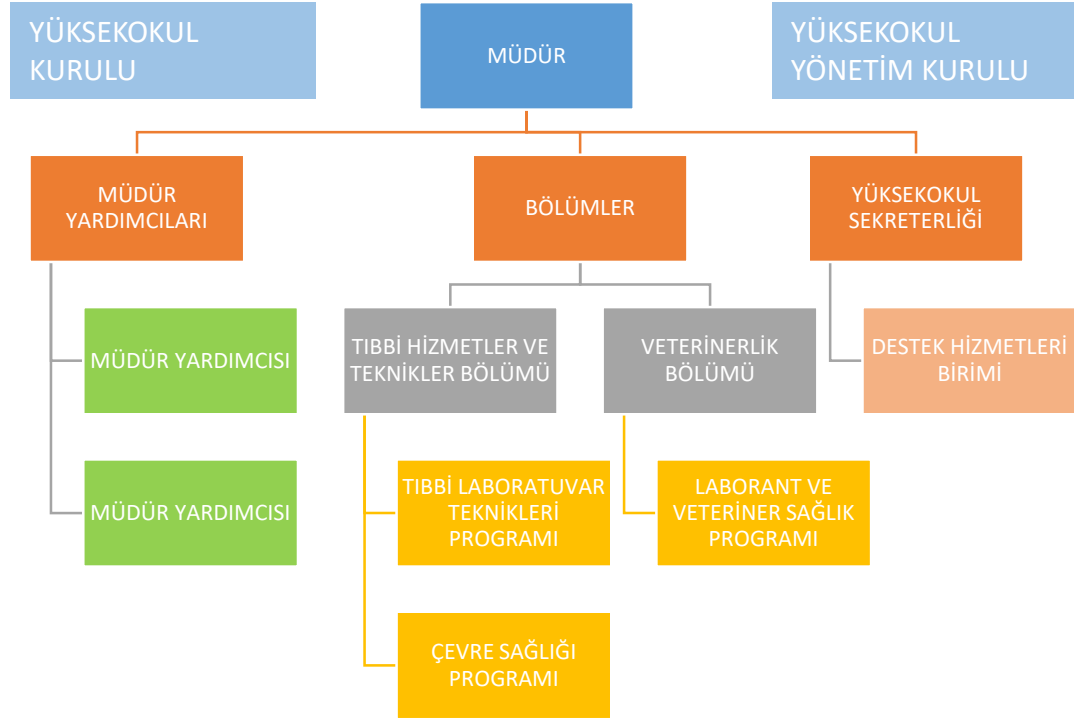 YÜKSEKOKUL
KURULU
MÜDÜR
YÜKSEKOKUL
YÖNETİM KURULU
MÜDÜR
YARDIMCILARI
BÖLÜMLER
YÜKSEKOKUL
SEKRETERLİĞİ
MÜDÜR YARDIMCISI
TIBBİ HİZMETLER VE
TEKNİKLER BÖLÜMÜ
VETERİNERLİK
BÖLÜMÜ
DESTEK HİZMETLERİ
BİRİMİ
MÜDÜR YARDIMCISI
TIBBİ LABORATUVAR
TEKNİKLERİ
PROGRAMI
LABORANT VE
VETERİNER SAĞLIK
PROGRAMI
ÇEVRE SAĞLIĞI
PROGRAMI